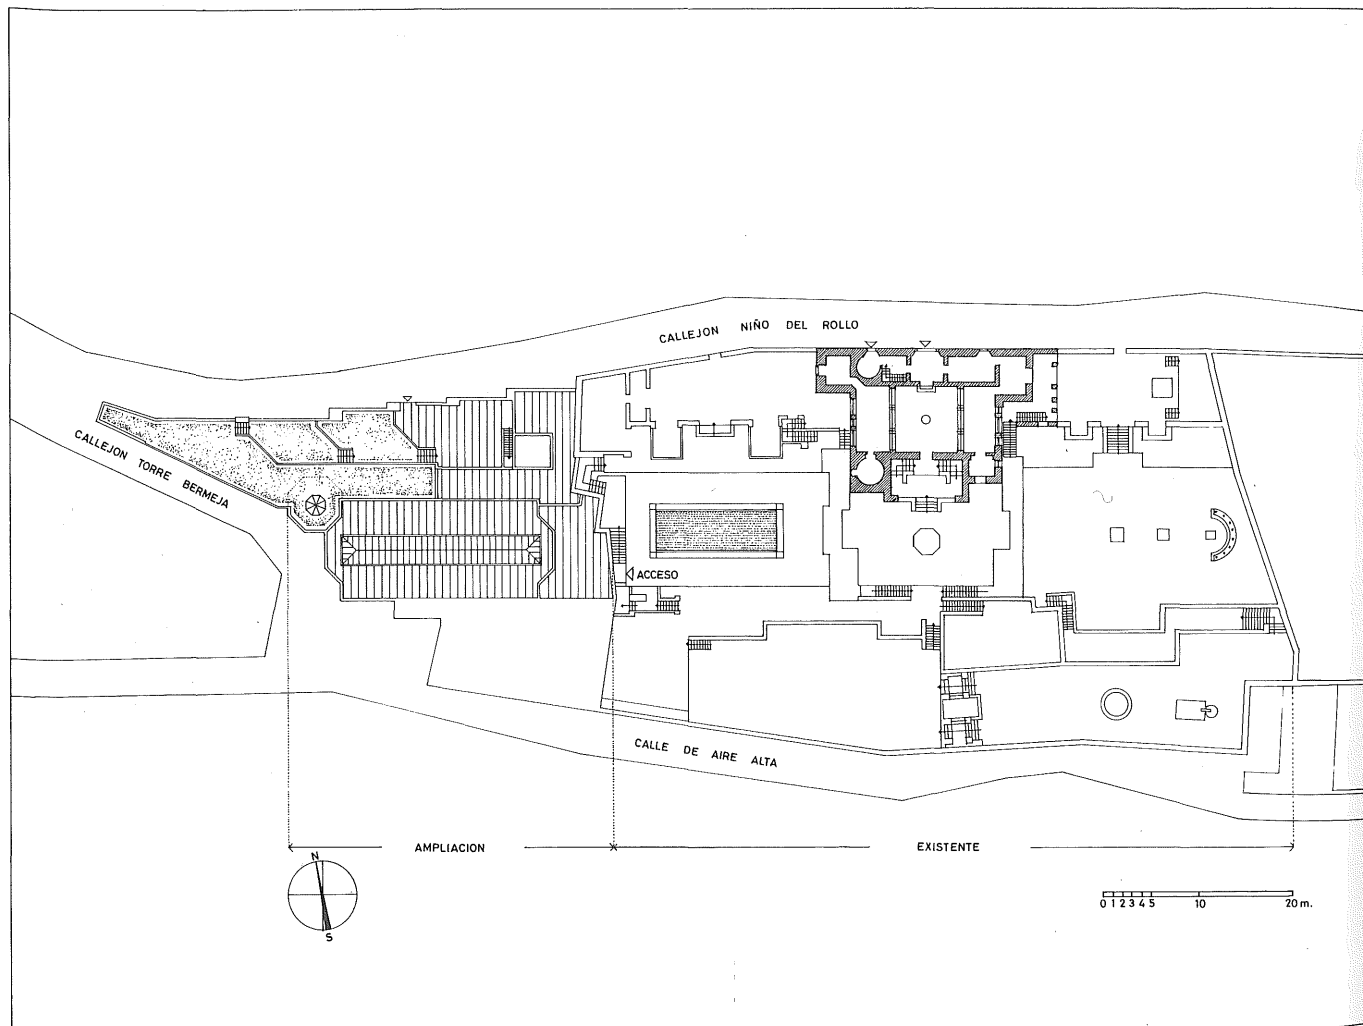 CALLEJON NIÑO DEL ROLLO
CALLEJON TORRE BERMEJA
ACCESO
CALLE DE AIRE ALTA
AMPLIACION
EXISTENTE
N
S
0 1 2 3 4 5 10 20 m.